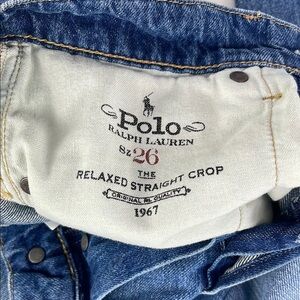 Polo
RALPH LAUREN
Sz 26
THE
RELAXED STRAIGHT CROP
ORIGINAL RL QUALITY
1967